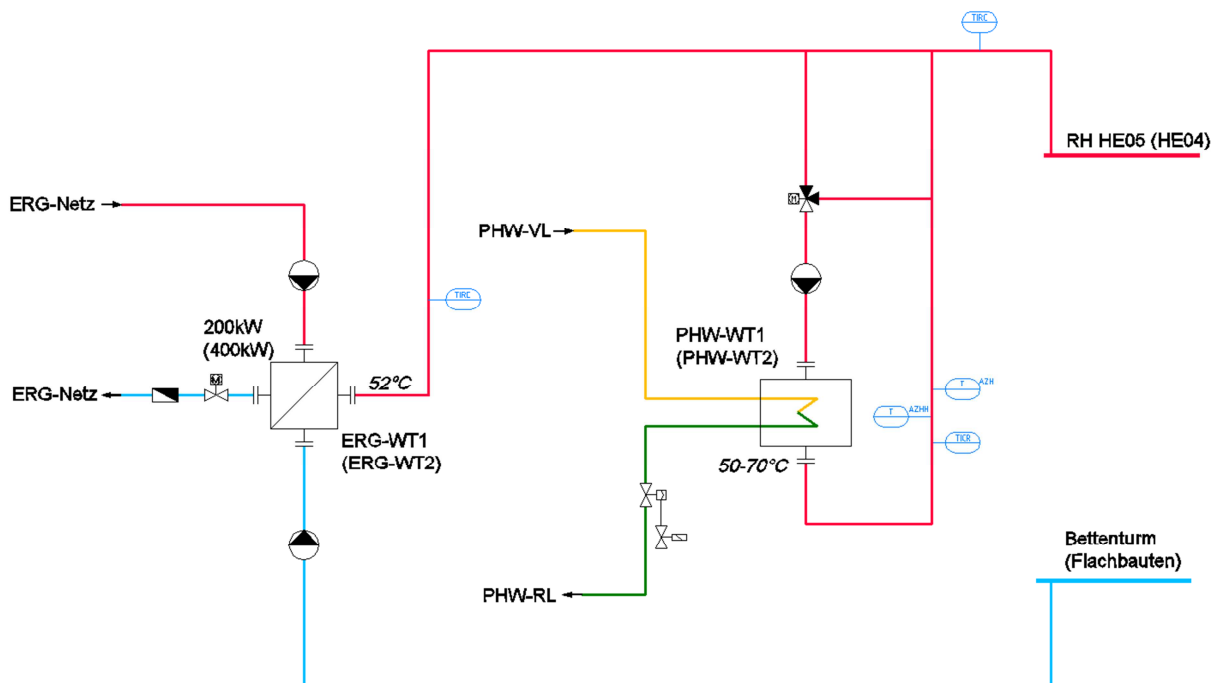 TIRC
RH HE05 (HE04)
ERG-Netz
M
PHW-VL
TIRC
200kW
(400kW)
PHW-WT1
(PHW-WT2)
M
ERG-Netz
52°C
T
AZH
T
AZHH
TICR
ERG-WT1
(ERG-WT2)
50-70°C
Bettenturm
(Flachbauten)
PHW-RL